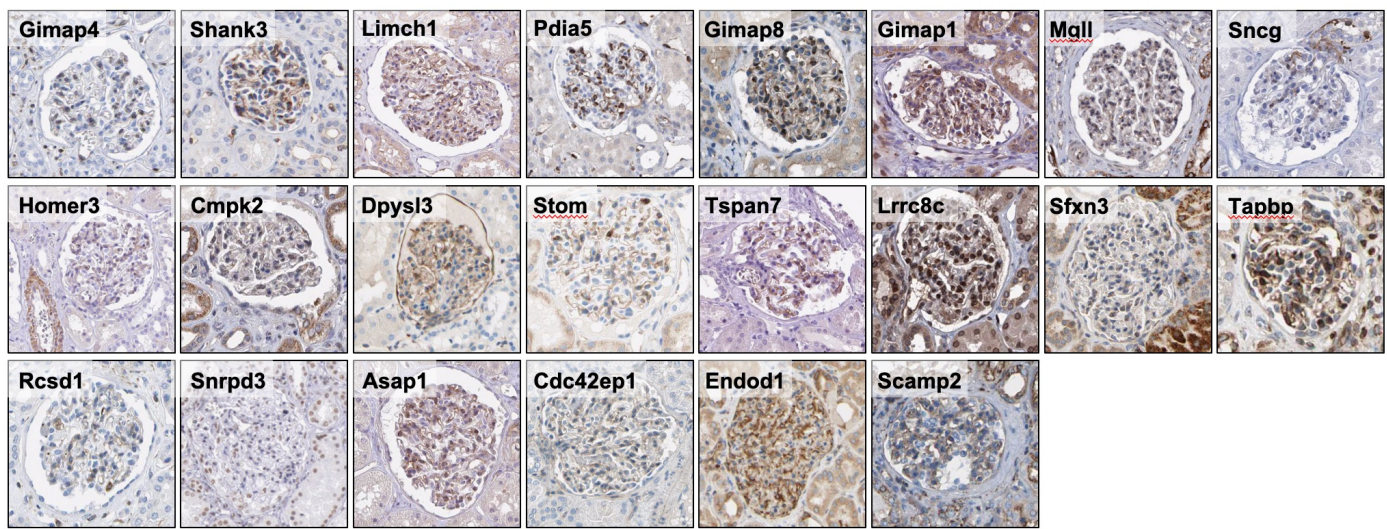 Gimap4
Shank3
Limch1
Pdia5
Gimap8
Gimap1
Mgll
Sncg
Homer3
Cmpk2
Dpysl3
Stom
Tspan7
Lrrc8c
Sfxn3
Tapbp
Rcsd1
Snrpd3
Asap1
Cdc42ep1
Endod1
Scamp2